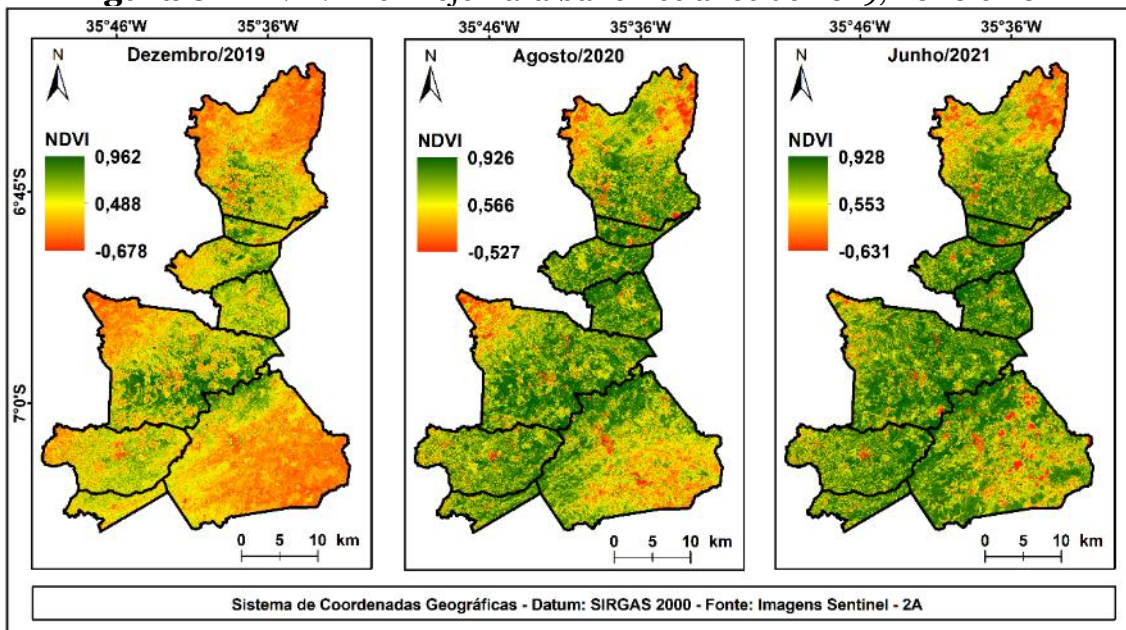 35°46'W 35°36'W
35°46'W 35°36'W
35°46'W 35°36'W
6°45'S
7°0'S
N
Dezembro/2019
NDVI
0,962
0,488
-0,678
0 5 10 km
N
Agosto/2020
NDVI
0,926
0,566
-0,527
0 5 10 km
N
Junho/2021
NDVI
0,928
0,553
-0,631
0 5 10 km
Sistema de Coordenadas Geográficas - Datum: SIRGAS 2000 - Fonte: Imagens Sentinel - 2A